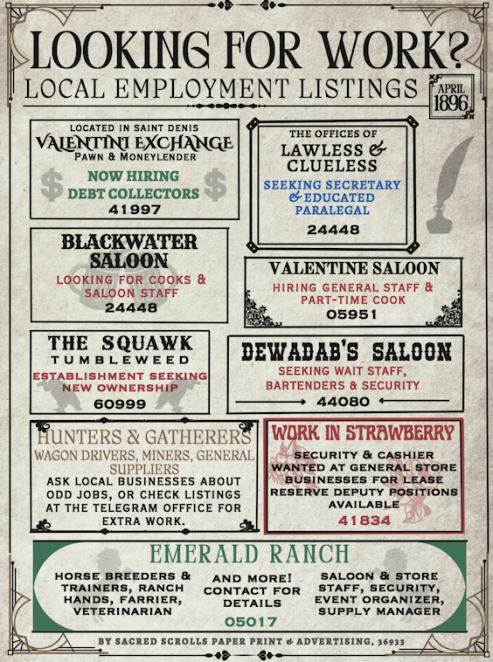 LOOKING FOR WORK?
LOCAL EMPLOYMENT LISTINGS
APRIL
1896
LOCATED IN SAINT DENIS
VALENTINI EXCHANGE
PAWN & MONEYLENDER
NOW HIRING
DEBT COLLECTORS
41997
THE OFFICES OF
LAWLESS &
CLUELESS
SEEKING SECRETARY
& EDUCATED
PARALEGAL
24448
BLACKWATER
SALOON
LOOKING FOR COOKS &
SALOON STAFF
24448
VALENTINE SALOON
HIRING GENERAL STAFF &
PART-TIME COOK
05951
THE SQUAWK
TUMBLEWEED
ESTABLISHMENT SEEKING
NEW OWNERSHIP
60999
DEWADAB'S SALOON
SEEKING WAIT STAFF,
BARTENDERS & SECURITY
44080
HUNTERS & GATHERERS
WAGON DRIVERS, MINERS, GENERAL
SUPPLIERS
ASK LOCAL BUSINESSES ABOUT
ODD JOBS, OR CHECK LISTINGS
AT THE TELEGRAM OFFFICE FOR
EXTRA WORK.
WORK IN STRAWBERRY
SECURITY & CASHIER
WANTED AT GENERAL STORE
BUSINESSES FOR LEASE
RESERVE DEPUTY POSITIONS
AVAILABLE
41834
EMERALD RANCH
HORSE BREEDERS &
TRAINERS, RANCH
HANDS, FARRIER,
VETERINARIAN
AND MORE!
CONTACT FOR
DETAILS
05017
SALOON & STORE
STAFF, SECURITY,
EVENT ORGANIZER,
SUPPLY MANAGER
BY SACRED SCROLLS PAPER PRINT & ADVERTISING, 36933